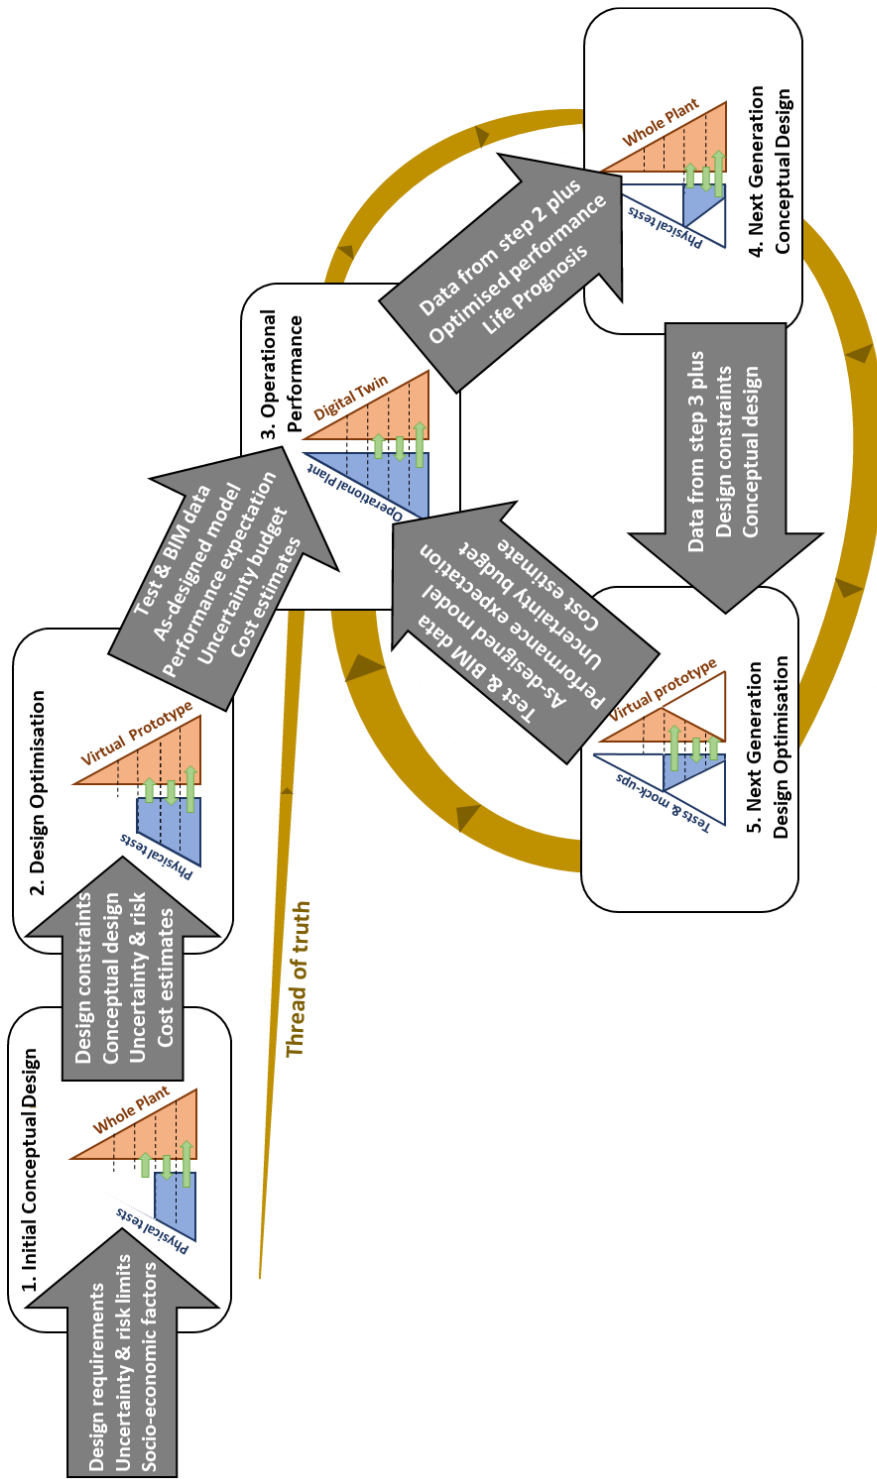 Design requirements
Uncertainty & risk limits
Socio-economic factors
1. Initial Conceptual Design
Physical tests
Whole Plant
Design constraints
Conceptual design
Uncertainty & risk
Cost estimates
2. Design Optimisation
Physical tests
Virtual Prototype
Test & BIM data
As-designed model
Performance expectation
Uncertainty budget
Cost estimates
Thread of truth
3. Operational
Performance
Operational Plant
Digital Twin
Data from step 2 plus
Optimised performance
Life Prognosis
4. Next Generation
Conceptual Design
Physical tests
Whole Plant
Data from step 3 plus
Design constraints
Conceptual design
5. Next Generation
Design Optimisation
Tests & mock-ups
Virtual prototype
Test & BIM data
As-designed model
Performance expectation
Uncertainty budget
Cost estimate